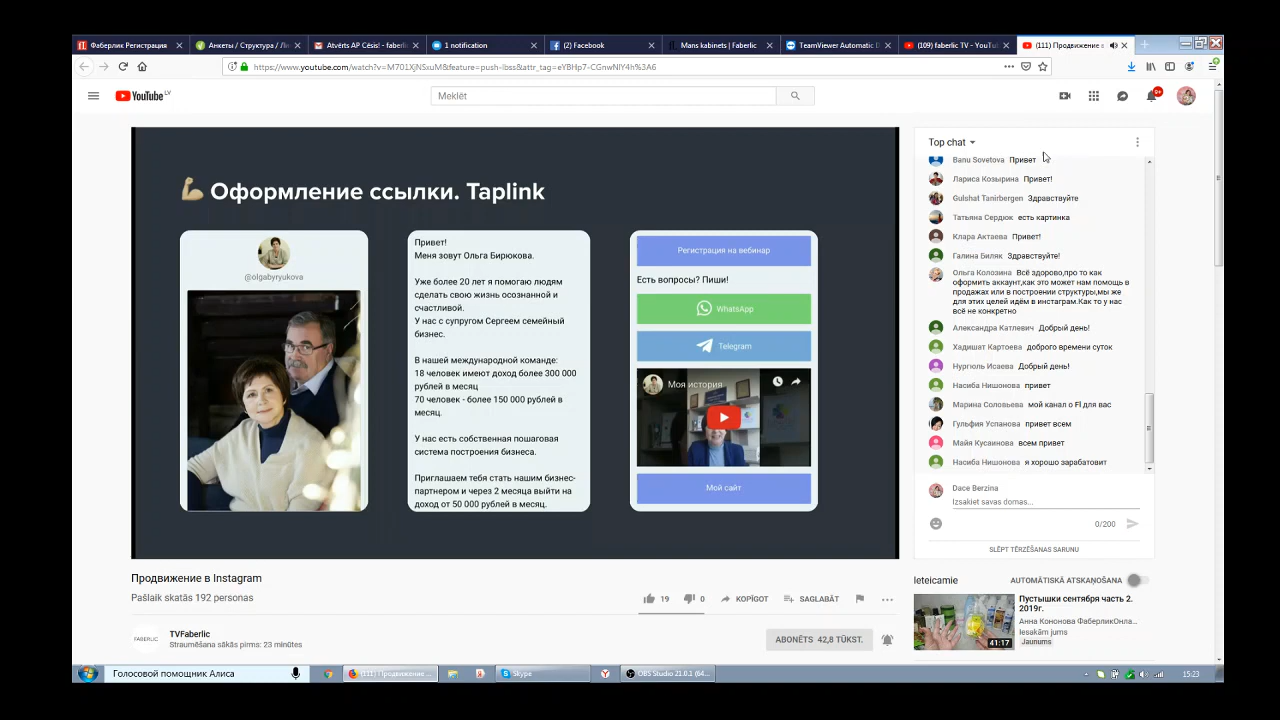 Фаберлик Регистрация
Анкеты / Структура / Ли
Atvērts AP Cēsis! - faberlic
1 notification
(2) Facebook
Mans kabinets | Faberlic
TeamViewer Automatic D
(109) faberlic TV - YouTu
(111) Продвижение в
https://www.youtube.com/watch?v=M701XjNSxuM&feature=push-lbss&attr_tag=eYBHp7-CGnwNlY4h%3A6
YouTube LV
Meklēt
9+
Оформление ссылки. Taplink
@olgabyryukova
Привет!
Меня зовут Ольга Бирюкова.
Уже более 20 лет я помогаю людям
сделать свою жизнь осознанной и
счастливой.
У нас с супругом Сергеем семейный
бизнес.
В нашей международной команде:
18 человек имеют доход более 300 000
рублей в месяц
70 человек - более 150 000 рублей в
месяц.
У нас есть собственная пошаговая
система построения бизнеса.
Приглашаем тебя стать нашим бизнес-
партнером и через 2 месяца выйти на
доход от 50 000 рублей в месяц.
Регистрация на вебинар
Есть вопросы? Пиши!
WhatsApp
Telegram
Моя история
Мой сайт
Top chat
Banu Sovetova Привет
Лариса Козырина Привет!
Gulshat Tanirbergen Здравствуйте
Татьяна Сердюк есть картинка
Клара Актаева Привет!
Галина Биляк Здравствуйте!
Ольга Колозина Всё здорово,про то как
оформить аккаунт,как это может нам помощь в
продажах или в построении структуры,мы же
для этих целей идём в инстаграм.Как то у нас
всё не конкретно
Александра Катлевич Добрый день!
Хадишат Картоева доброго времени суток
Нургюль Исаева Добрый день!
Насиба Нишонова привет
Марина Соловьева мой канал о Fl для вас
Гульфия Успанова привет всем
Майя Кусаинова всем привет
Насиба Нишонова я хорошо зарабатовит
Dace Berzina
Izsakiet savas domas...
0/200
SLĒPT TĒRZĒŠANAS SARUNU
Продвижение в Instagram
Pašlaik skatās 192 personas
19
0
KOPĪGOT
SAGLABĀT
TVFaberlic
Straumēšana sākās pirms: 23 minūtes
FABERLIC
ABONĒTS 42,8 TŪKST.
Ieteicamie
AUTOMĀTISKĀ ATSKAŅOŠANA
Пустышки сентября часть 2.
2019г.
Анна Кононова ФаберликОнла...
Iesakām jums
Jaunums
41:17
Голосовой помощник Алиса
(111) Продвижение ...
Skype
OBS Studio 21.0.1 (64...
15:23